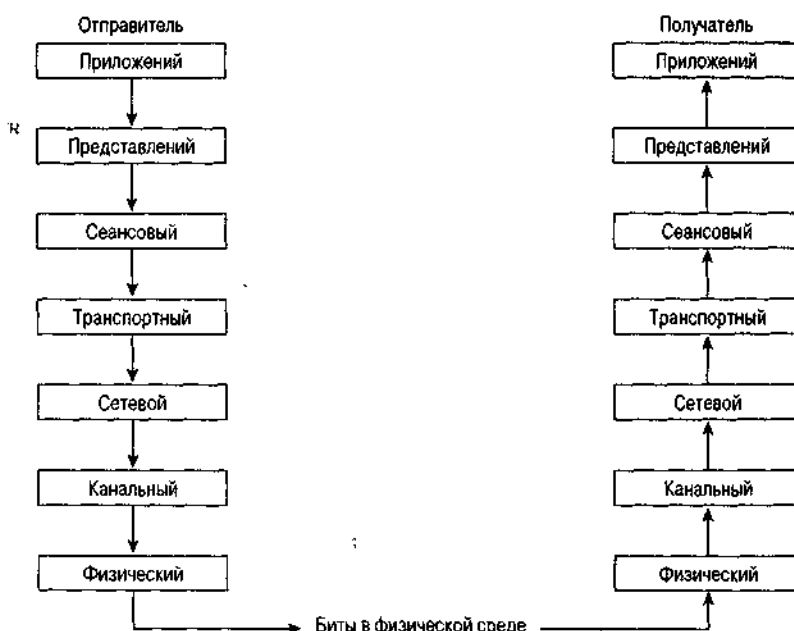 Отправитель
Приложений
Представлений
Сеансовый
Транспортный
Сетевой
Канальный
Физический
Получатель
Приложений
Представлений
Сеансовый
Транспортный
Сетевой
Канальный
Физический
Биты в физической среде